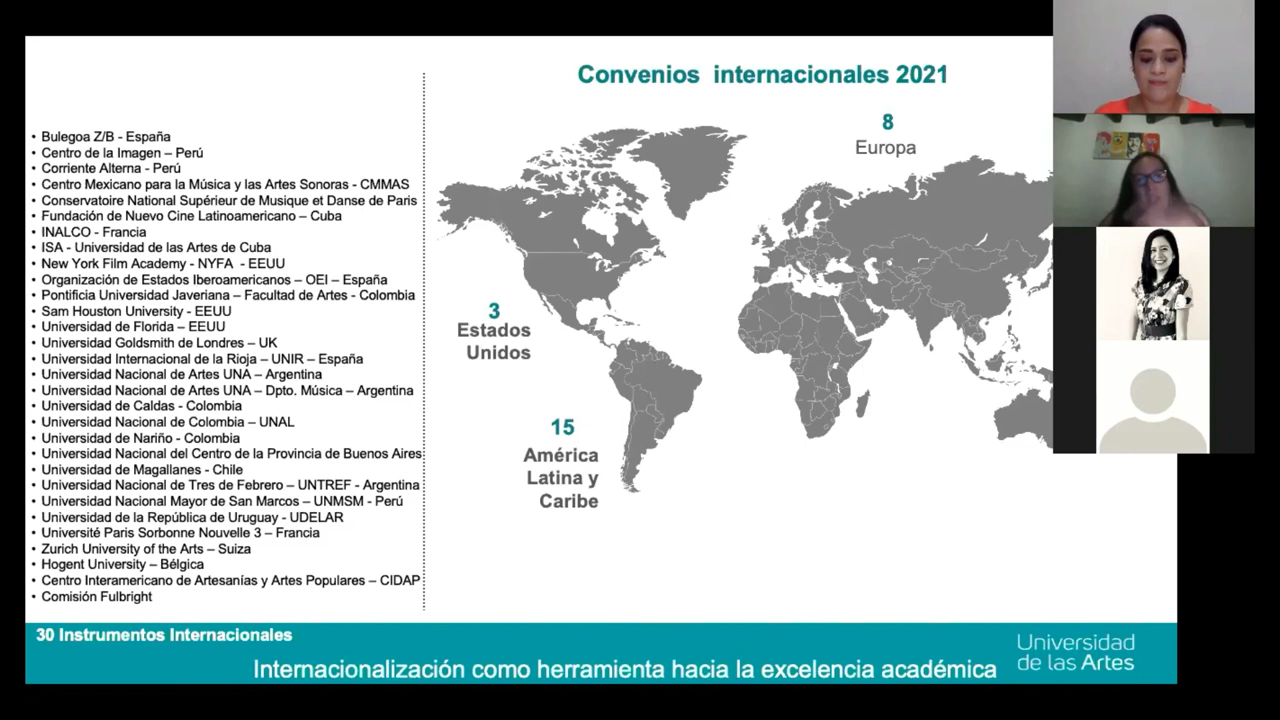 Convenios internacionales 2021
• Bulegoa Z/B - España
• Centro de la Imagen – Perú
• Corriente Alterna - Perú
• Centro Mexicano para la Música y las Artes Sonoras - CMMAS
• Conservatoire National Supérieur de Musique et Danse de Paris
• Fundación de Nuevo Cine Latinoamericano – Cuba
• INALCO - Francia
• ISA - Universidad de las Artes de Cuba
• New York Film Academy - NYFA - EEUU
• Organización de Estados Iberoamericanos – OEI – España
• Pontificia Universidad Javeriana – Facultad de Artes - Colombia
• Sam Houston University - EEUU
• Universidad de Florida – EEUU
• Universidad Goldsmith de Londres – UK
• Universidad Internacional de la Rioja – UNIR – España
• Universidad Nacional de Artes UNA – Argentina
• Universidad Nacional de Artes UNA – Dpto. Música – Argentina
• Universidad de Caldas - Colombia
• Universidad Nacional de Colombia – UNAL
• Universidad de Nariño - Colombia
• Universidad Nacional del Centro de la Provincia de Buenos Aires
• Universidad de Magallanes - Chile
• Universidad Nacional de Tres de Febrero – UNTREF - Argentina
• Universidad Nacional Mayor de San Marcos – UNMSM - Perú
• Universidad de la República de Uruguay - UDELAR
• Université Paris Sorbonne Nouvelle 3 – Francia
• Zurich University of the Arts – Suiza
• Hogent University – Bélgica
• Centro Interamericano de Artesanías y Artes Populares – CIDAP
• Comisión Fulbright
8
Europa
3
Estados
Unidos
15
América
Latina y
Caribe
30 Instrumentos Internacionales
Internacionalización como herramienta hacia la excelencia académica
Universidad
de las Artes